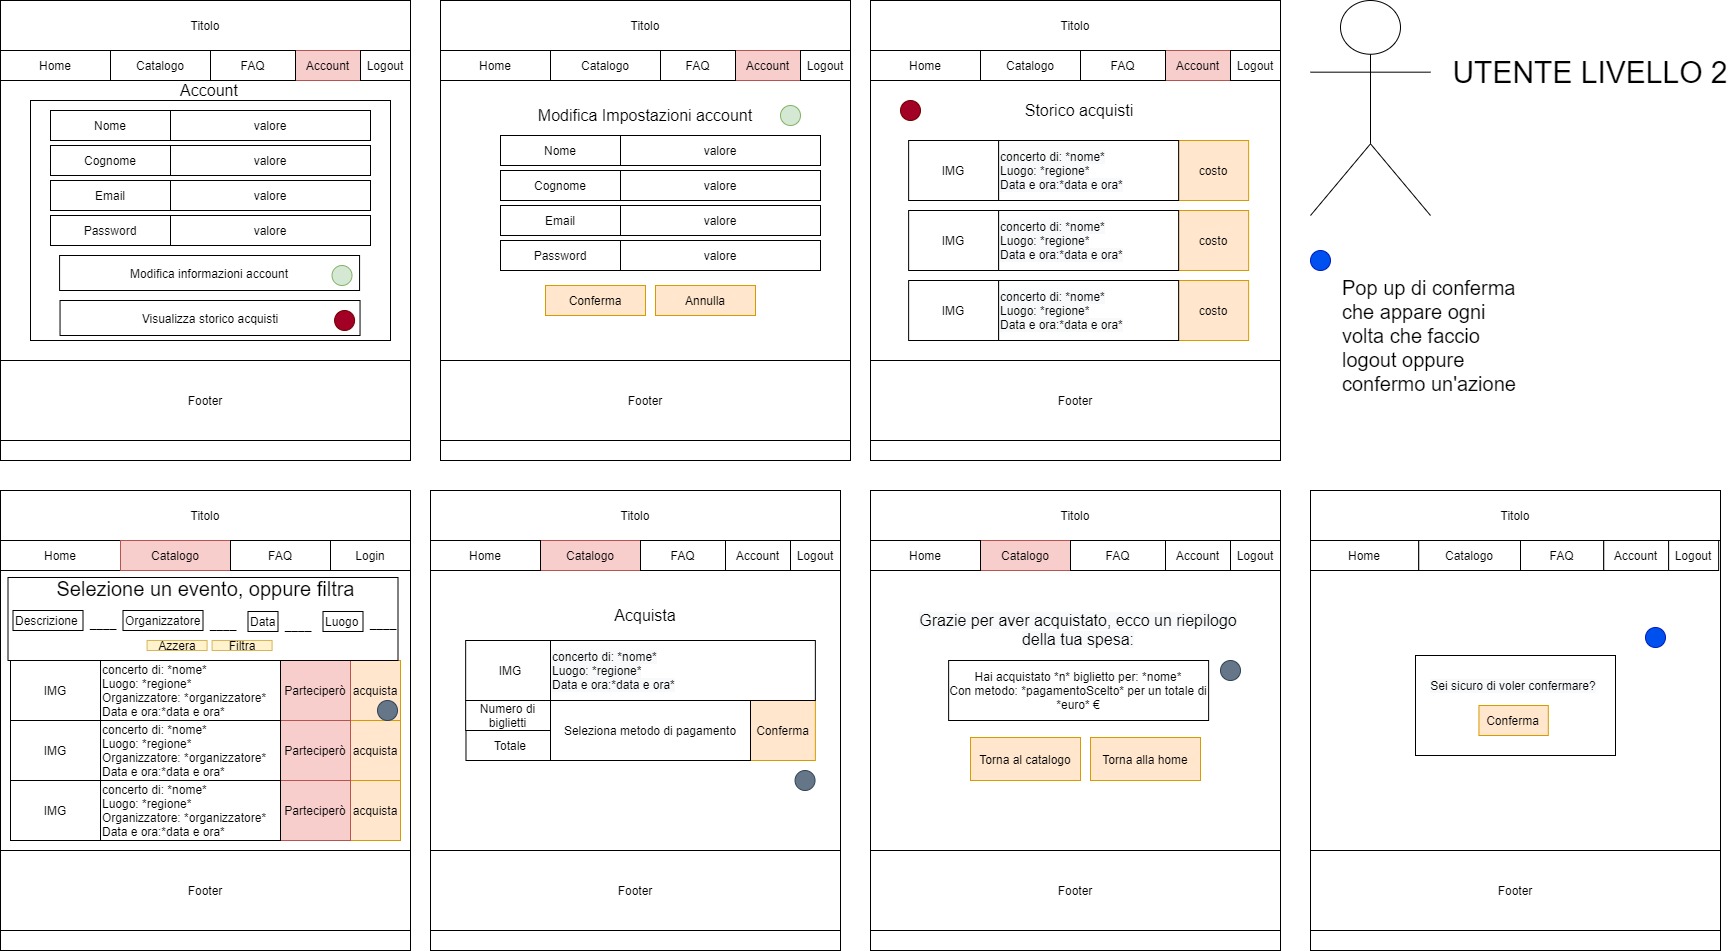 Titolo
Home
Catalogo
FAQ
Account
Logout
Account
Nome
valore
Cognome
valore
Email
valore
Password
valore
Modifica informazioni account
Visualizza storico acquisti
Footer
Titolo
Home
Catalogo
FAQ
Account
Logout
Modifica Impostazioni account
Nome
valore
Cognome
valore
Email
valore
Password
valore
Conferma
Annulla
Footer
Titolo
Home
Catalogo
FAQ
Account
Logout
Storico acquisti
IMG
concerto di: *nome*
Luogo: *regione*
Data e ora:*data e ora*
costo
IMG
concerto di: *nome*
Luogo: *regione*
Data e ora:*data e ora*
costo
IMG
concerto di: *nome*
Luogo: *regione*
Data e ora:*data e ora*
costo
Footer
UTENTE LIVELLO 2
Pop up di conferma
che appare ogni
volta che faccio
logout oppure
confermo un'azione
Titolo
Home
Catalogo
FAQ
Login
Selezione un evento, oppure filtra
Descrizione ____ Organizzatore ____ Data ____ Luogo ____
Azzera
Filtra
IMG
concerto di: *nome*
Luogo: *regione*
Organizzatore: *organizzatore*
Data e ora:*data e ora*
Parteciperò
acquista
IMG
concerto di: *nome*
Luogo: *regione*
Organizzatore: *organizzatore*
Data e ora:*data e ora*
Parteciperò
acquista
IMG
concerto di: *nome*
Luogo: *regione*
Organizzatore: *organizzatore*
Data e ora:*data e ora*
Parteciperò
acquista
Footer
Titolo
Home
Catalogo
FAQ
Account
Logout
Acquista
IMG
concerto di: *nome*
Luogo: *regione*
Data e ora:*data e ora*
Numero di
biglietti
Totale
Seleziona metodo di pagamento
Conferma
Footer
Titolo
Home
Catalogo
FAQ
Account
Logout
Grazie per aver acquistato, ecco un riepilogo
della tua spesa:
Hai acquistato *n* biglietto per: *nome*
Con metodo: *pagamentoScelto* per un totale di
*euro* €
Torna al catalogo
Torna alla home
Footer
Titolo
Home
Catalogo
FAQ
Account
Logout
Sei sicuro di voler confermare?
Conferma
Footer